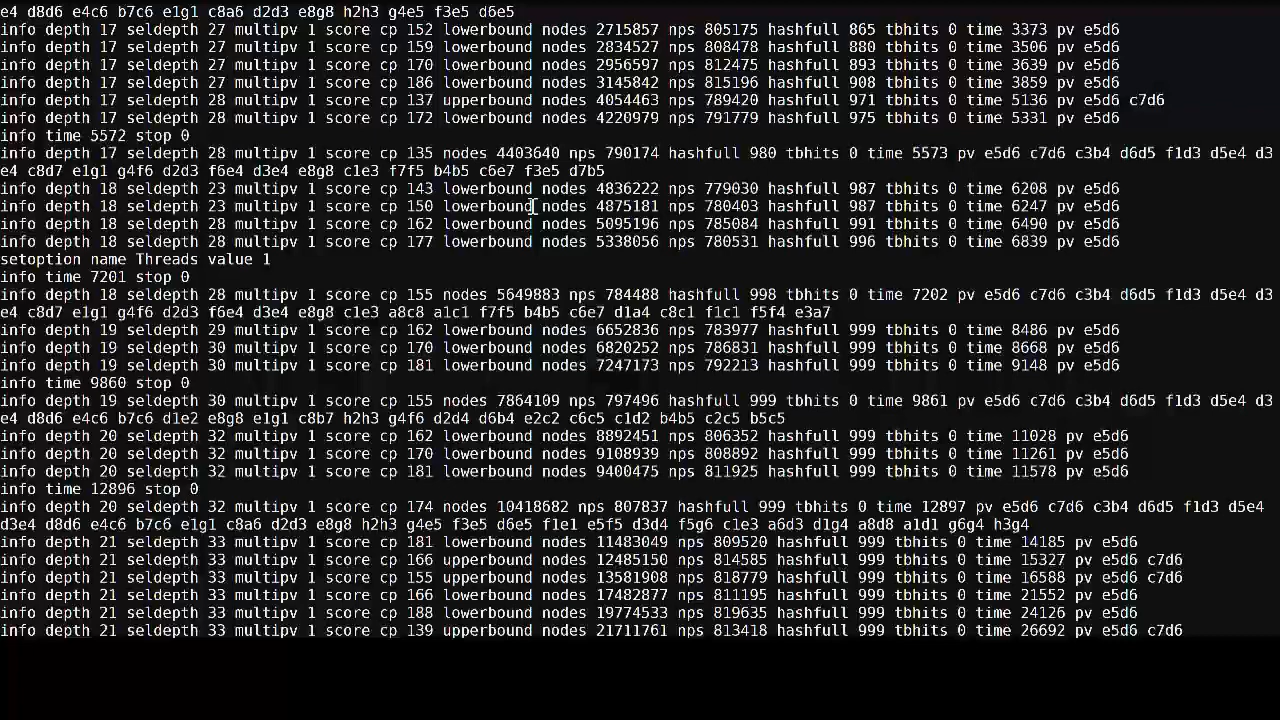 e4 d8d6 e4c6 b7c6 e1g1 c8a6 d2d3 e8g8 h2h3 g4e5 f3e5 d6e5
info depth 17 seldepth 27 multipv 1 score cp 152 lowerbound nodes 2715857 nps 805175 hashfull 865 tbhits 0 time 3373 pv e5d6
info depth 17 seldepth 27 multipv 1 score cp 159 lowerbound nodes 2834527 nps 808478 hashfull 880 tbhits 0 time 3506 pv e5d6
info depth 17 seldepth 27 multipv 1 score cp 170 lowerbound nodes 2956597 nps 812475 hashfull 893 tbhits 0 time 3639 pv e5d6
info depth 17 seldepth 27 multipv 1 score cp 186 lowerbound nodes 3145842 nps 815196 hashfull 908 tbhits 0 time 3859 pv e5d6
info depth 17 seldepth 28 multipv 1 score cp 137 upperbound nodes 4054463 nps 789420 hashfull 971 tbhits 0 time 5136 pv e5d6 c7d6
info depth 17 seldepth 28 multipv 1 score cp 172 lowerbound nodes 4220979 nps 791779 hashfull 975 tbhits 0 time 5331 pv e5d6
info time 5572 stop 0
info depth 17 seldepth 28 multipv 1 score cp 135 nodes 4403640 nps 790174 hashfull 980 tbhits 0 time 5573 pv e5d6 c7d6 c3b4 d6d5 f1d3 d5e4 d3
e4 c8d7 e1g1 g4f6 d2d3 f6e4 d3e4 e8g8 c1e3 f7f5 b4b5 c6e7 f3e5 d7b5
info depth 18 seldepth 23 multipv 1 score cp 143 lowerbound nodes 4836222 nps 779030 hashfull 987 tbhits 0 time 6208 pv e5d6
info depth 18 seldepth 23 multipv 1 score cp 150 lowerbound nodes 4875181 nps 780403 hashfull 987 tbhits 0 time 6247 pv e5d6
info depth 18 seldepth 28 multipv 1 score cp 162 lowerbound nodes 5095196 nps 785084 hashfull 991 tbhits 0 time 6490 pv e5d6
info depth 18 seldepth 28 multipv 1 score cp 177 lowerbound nodes 5338056 nps 780531 hashfull 996 tbhits 0 time 6839 pv e5d6
setoption name Threads value 1
info time 7201 stop 0
info depth 18 seldepth 28 multipv 1 score cp 155 nodes 5649883 nps 784488 hashfull 998 tbhits 0 time 7202 pv e5d6 c7d6 c3b4 d6d5 f1d3 d5e4 d3
e4 c8d7 e1g1 g4f6 d2d3 f6e4 d3e4 e8g8 c1e3 a8c8 a1c1 f7f5 b4b5 c6e7 d1a4 c8c1 f1c1 f5f4 e3a7
info depth 19 seldepth 29 multipv 1 score cp 162 lowerbound nodes 6652836 nps 783977 hashfull 999 tbhits 0 time 8486 pv e5d6
info depth 19 seldepth 30 multipv 1 score cp 170 lowerbound nodes 6820252 nps 786831 hashfull 999 tbhits 0 time 8668 pv e5d6
info depth 19 seldepth 30 multipv 1 score cp 181 lowerbound nodes 7247173 nps 792213 hashfull 999 tbhits 0 time 9148 pv e5d6
info time 9860 stop 0
info depth 19 seldepth 30 multipv 1 score cp 155 nodes 7864109 nps 797496 hashfull 999 tbhits 0 time 9861 pv e5d6 c7d6 c3b4 d6d5 f1d3 d5e4 d3
e4 d8d6 e4c6 b7c6 d1e2 e8g8 e1g1 c8b7 h2h3 g4f6 d2d4 d6b4 e2c2 c6c5 c1d2 b4b5 c2c5 b5c5
info depth 20 seldepth 32 multipv 1 score cp 162 lowerbound nodes 8892451 nps 806352 hashfull 999 tbhits 0 time 11028 pv e5d6
info depth 20 seldepth 32 multipv 1 score cp 170 lowerbound nodes 9108939 nps 808892 hashfull 999 tbhits 0 time 11261 pv e5d6
info depth 20 seldepth 32 multipv 1 score cp 181 lowerbound nodes 9400475 nps 811925 hashfull 999 tbhits 0 time 11578 pv e5d6
info time 12896 stop 0
info depth 20 seldepth 32 multipv 1 score cp 174 nodes 10418682 nps 807837 hashfull 999 tbhits 0 time 12897 pv e5d6 c7d6 c3b4 d6d5 f1d3 d5e4
d3e4 d8d6 e4c6 b7c6 e1g1 c8a6 d2d3 e8g8 h2h3 g4e5 f3e5 d6e5 f1e1 e5f5 d3d4 f5g6 c1e3 a6d3 d1g4 a8d8 a1d1 g6g4 h3g4
info depth 21 seldepth 33 multipv 1 score cp 181 lowerbound nodes 11483049 nps 809520 hashfull 999 tbhits 0 time 14185 pv e5d6
info depth 21 seldepth 33 multipv 1 score cp 166 upperbound nodes 12485150 nps 814585 hashfull 999 tbhits 0 time 15327 pv e5d6 c7d6
info depth 21 seldepth 33 multipv 1 score cp 155 upperbound nodes 13581908 nps 818779 hashfull 999 tbhits 0 time 16588 pv e5d6 c7d6
info depth 21 seldepth 33 multipv 1 score cp 166 lowerbound nodes 17482877 nps 811195 hashfull 999 tbhits 0 time 21552 pv e5d6
info depth 21 seldepth 33 multipv 1 score cp 188 lowerbound nodes 19774533 nps 819635 hashfull 999 tbhits 0 time 24126 pv e5d6
info depth 21 seldepth 33 multipv 1 score cp 139 upperbound nodes 21711761 nps 813418 hashfull 999 tbhits 0 time 26692 pv e5d6 c7d6